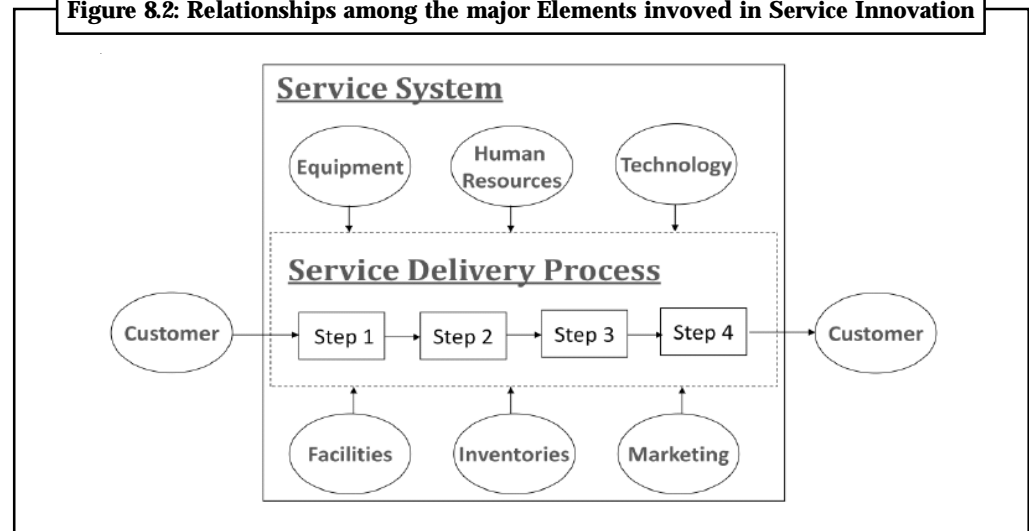 Figure 8.2: Relationships among the major Elements invoved in Service Innovation
Service System
Equipment
Human
Resources
Technology
Service Delivery Process
Customer
Step 1
Step 2
Step 3
Step 4
Customer
Facilities
Inventories
Marketing